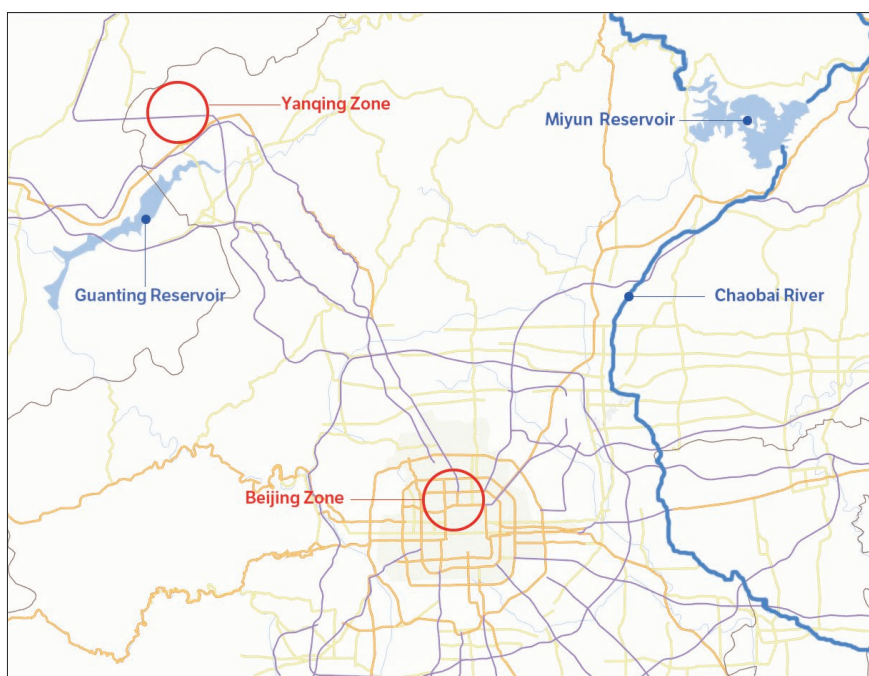 Yanqing Zone
Miyun Reservoir
Guanting Reservoir
Chaobai River
Beijing Zone